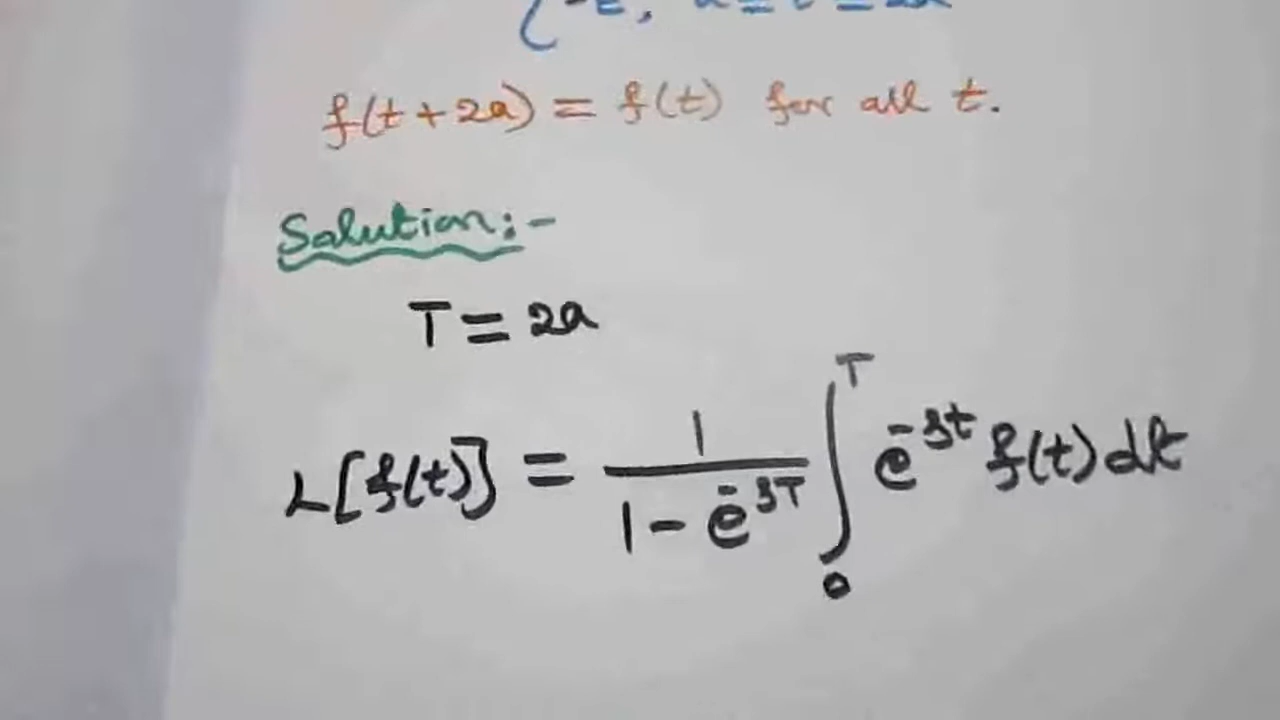 f(t+2a) = f(t) for all t.
Solution:-
T = 2a
L[f(t)] = 1/(1 - e^{-sT}) ∫_0^T e^{-st} f(t) dt